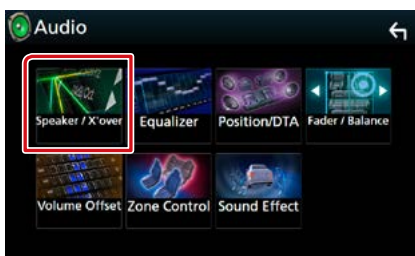 Audio
Speaker / X'over
Equalizer
Position/DTA
Fader / Balance
Volume Offset
Zone Control
Sound Effect